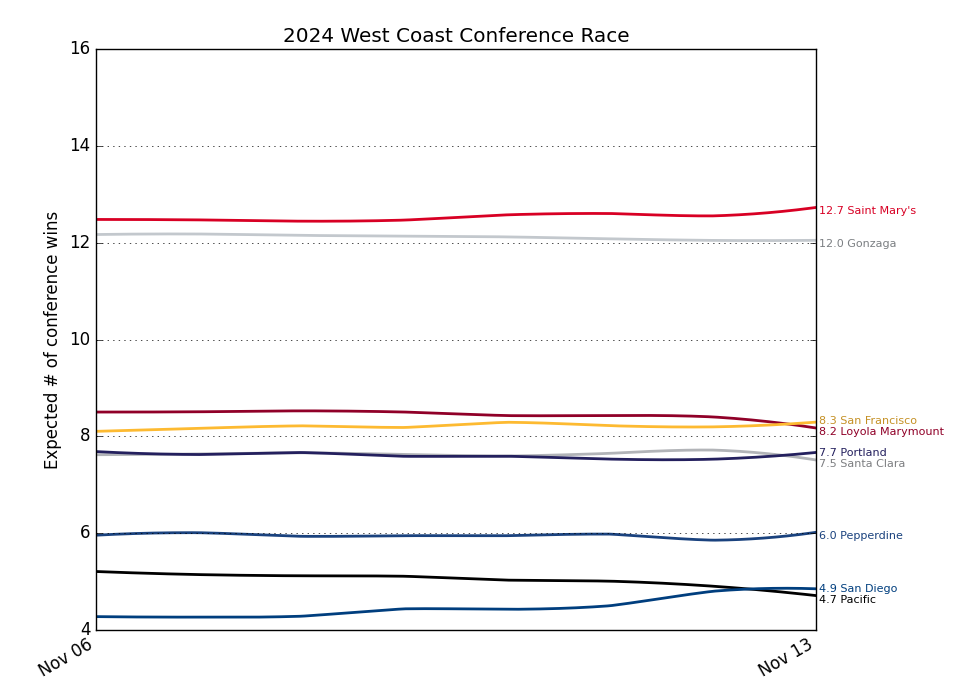 2024 West Coast Conference Race
Expected # of conference wins
16
14
12
10
8
6
4
12.7 Saint Mary's
12.0 Gonzaga
8.3 San Francisco
8.2 Loyola Marymount
7.7 Portland
7.5 Santa Clara
6.0 Pepperdine
4.9 San Diego
4.7 Pacific
Nov 06
Nov 13